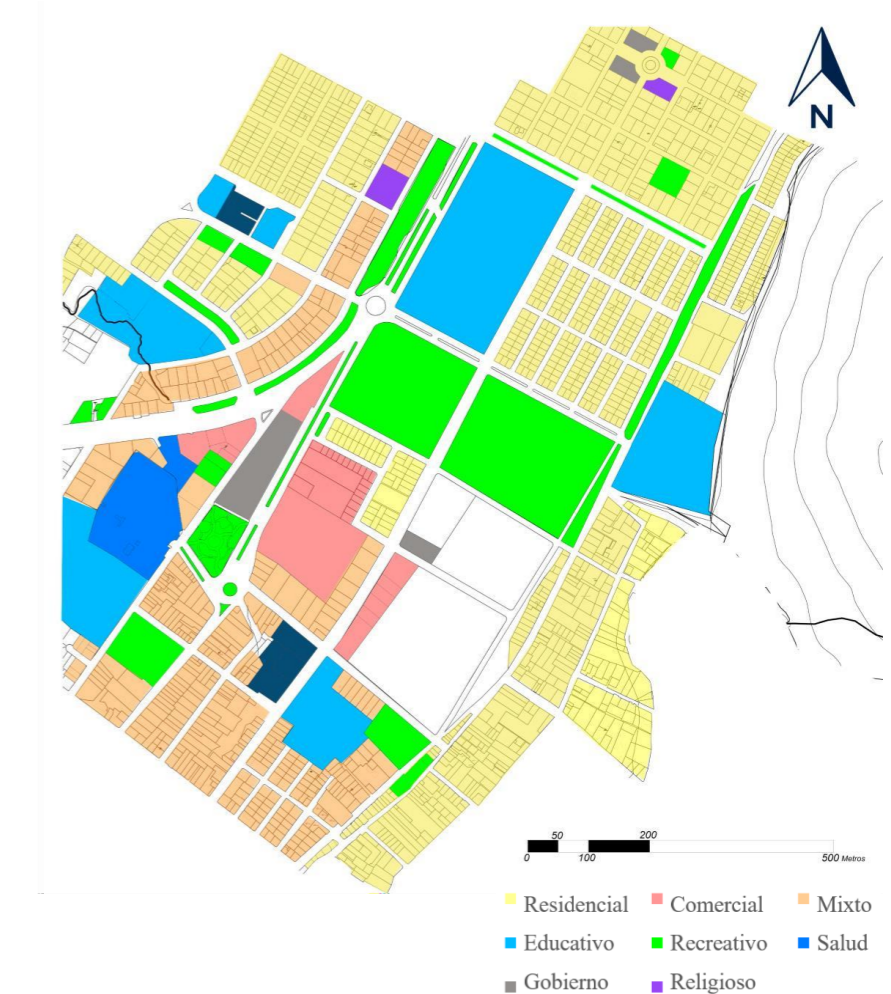 N
50 200
0 100 500 Metros
Residencial Comercial Mixto
Educativo Recreativo Salud
Gobierno Religioso